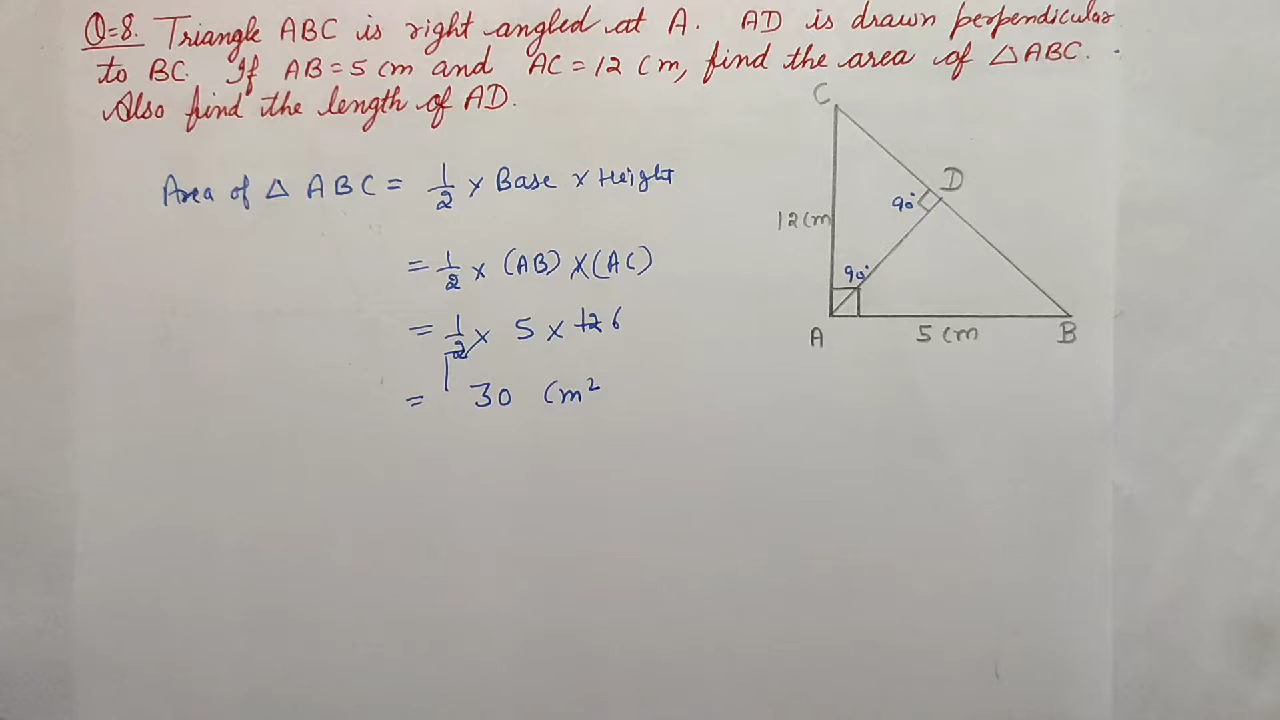 Q=8. Triangle ABC is right angled at A. AD is drawn perpendicular
to BC. If AB = 5 cm and AC = 12 cm, find the area of △ABC.
Also find the length of AD.
Area of △ ABC = 1/2 × Base × Height
= 1/2 × (AB) × (AC)
= 1/2 × 5 × 12 6
1
= 30 cm²
C
D
90°
12 cm
90°
A
5 cm
B